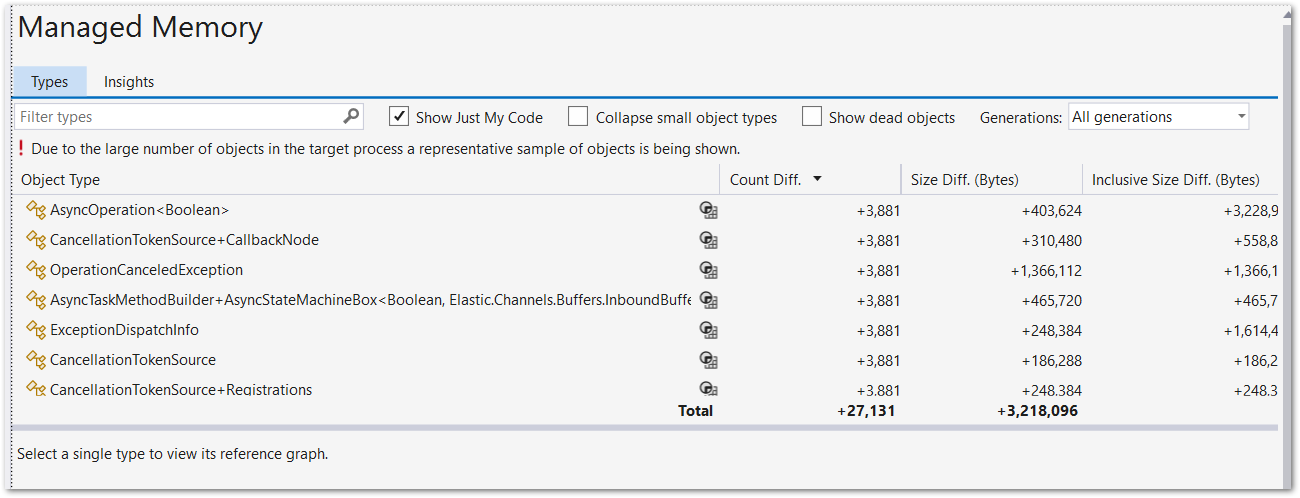 Managed Memory
Types Insights
Filter types Show Just My Code Collapse small object types Show dead objects Generations: All generations
! Due to the large number of objects in the target process a representative sample of objects is being shown.
Object Type Count Diff. Size Diff. (Bytes) Inclusive Size Diff. (Bytes)
AsyncOperation<Boolean> +3,881 +403,624 +3,228,9
CancellationTokenSource+CallbackNode +3,881 +310,480 +558,8
OperationCanceledException +3,881 +1,366,112 +1,366,1
AsyncTaskMethodBuilder+AsyncStateMachineBox<Boolean, Elastic.Channels.Buffers.InboundBuffe +3,881 +465,720 +465,7
ExceptionDispatchInfo +3,881 +248,384 +1,614,4
CancellationTokenSource +3,881 +186,288 +186,2
CancellationTokenSource+Registrations +3,881 +248,384 +248,3
Total +27,131 +3,218,096
Select a single type to view its reference graph.